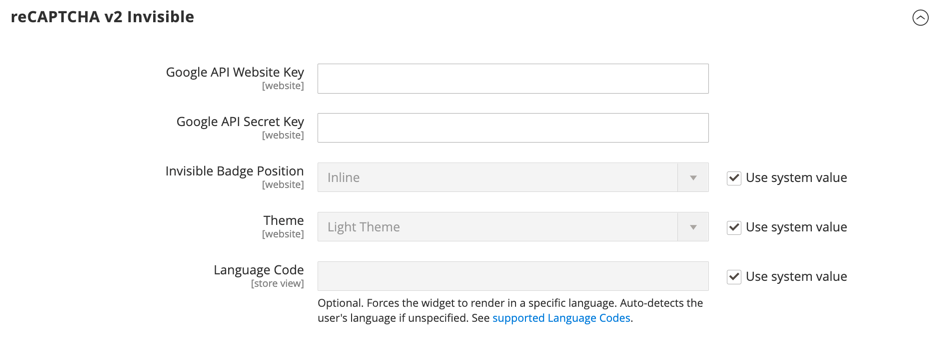 reCAPTCHA v2 Invisible
Google API Website Key
[website]
Google API Secret Key
[website]
Invisible Badge Position
[website]
Inline
Use system value
Theme
[website]
Light Theme
Use system value
Language Code
[store view]
Use system value
Optional. Forces the widget to render in a specific language. Auto-detects the
user's language if unspecified. See supported Language Codes.